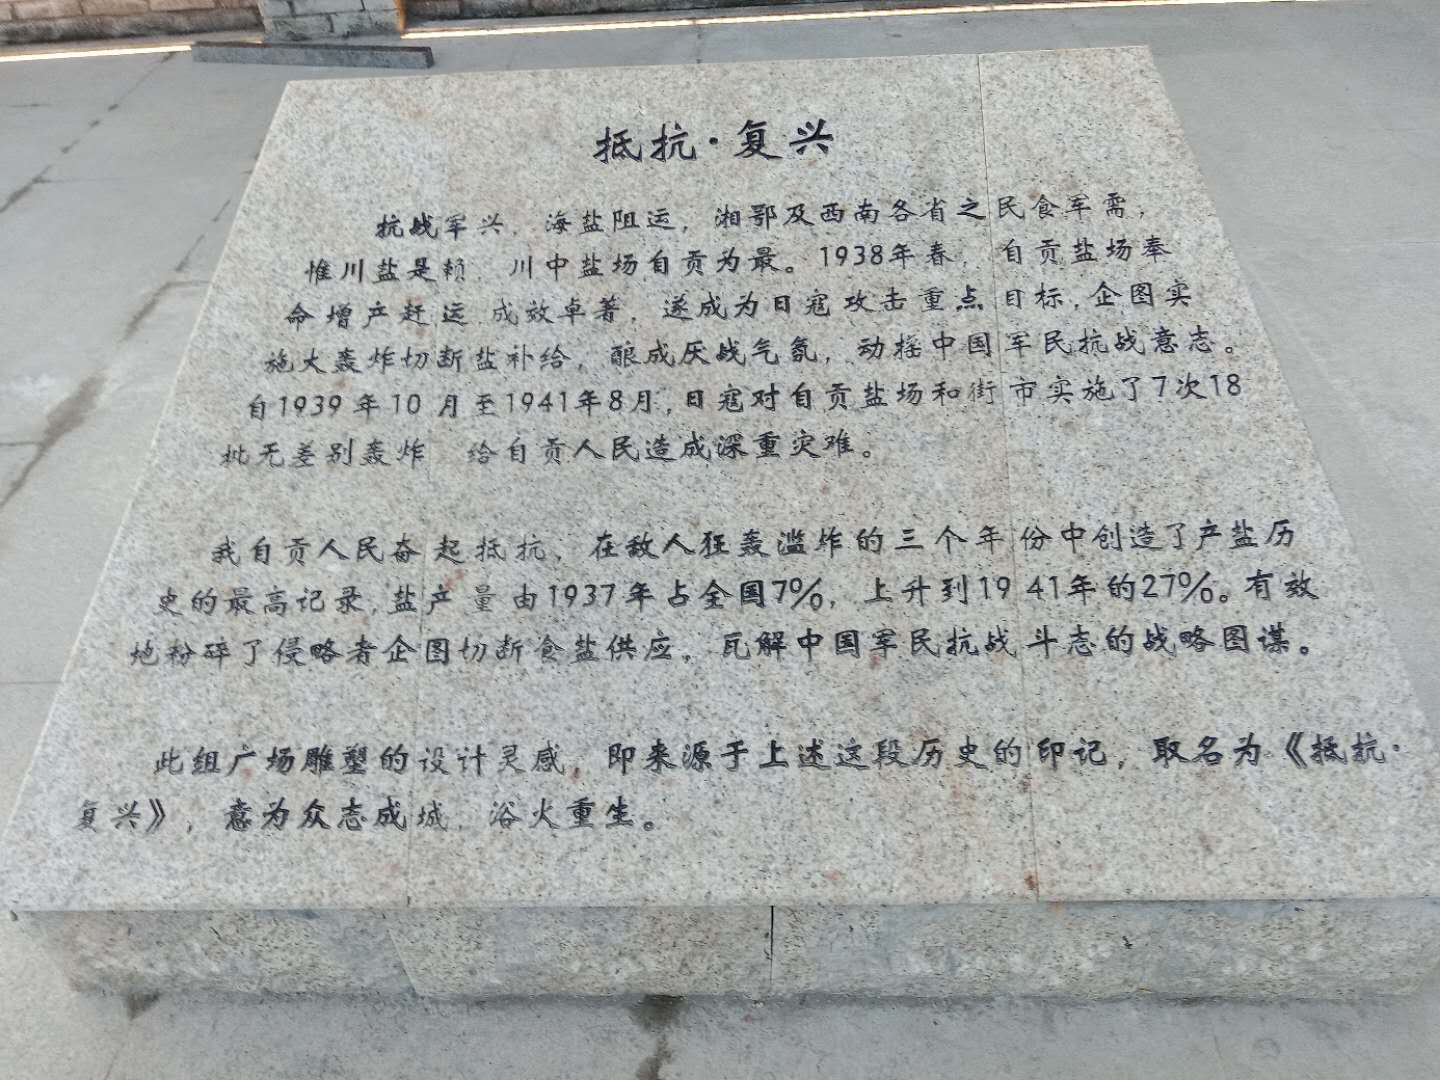 抵抗·复兴
抗战军兴，海盐阻运，湘鄂及西南各省之民食军需，
惟川盐是赖，川中盐场自贡为最。1938年春，自贡盐场奉
命增产赶运 成效卓著，遂成为日寇攻击重点目标，企图实
施大轰炸切断盐补给，酿成厌战气氛，动摇中国军民抗战意志。
自1939年10月至1941年8月，日寇对自贡盐场和街市实施了7次18
批无差别轰炸 给自贡人民造成深重灾难。
我自贡人民奋起抵抗，在敌人狂轰滥炸的三个年份中创造了产盐历
史的最高记录，盐产量由1937年占全国7%，上升到1941年的27%。有效
地粉碎了侵略者企图切断食盐供应，瓦解中国军民抗战斗志的战略图谋。
此组广场雕塑的设计灵感，即来源于上述这段历史的印记，取名为《抵抗·
复兴》，意为众志成城，浴火重生。